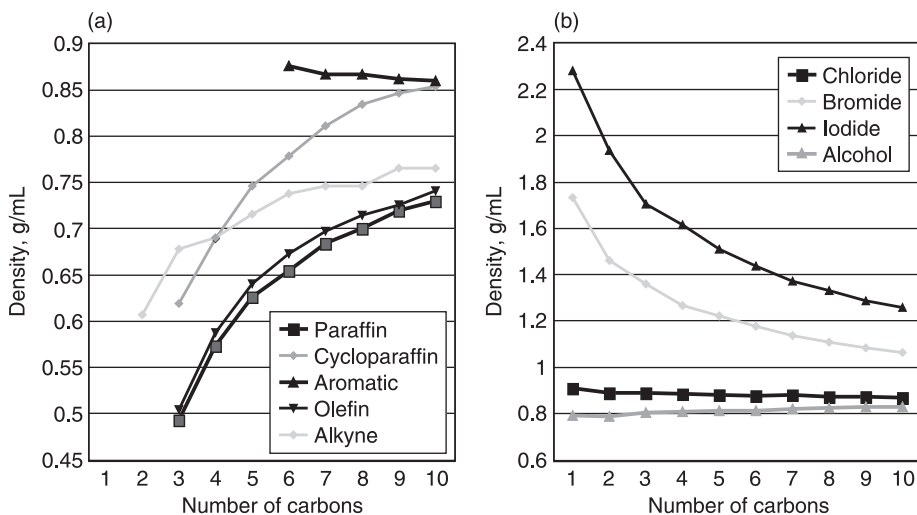 (a)
0.9
0.85
0.8
0.75
0.7
0.65
0.6
0.55
0.5
0.45
Density, g/mL
1 2 3 4 5 6 7 8 9 10
Number of carbons
Paraffin
Cycloparaffin
Aromatic
Olefin
Alkyne
(b)
2.4
2.2
2
1.8
1.6
1.4
1.2
1
0.8
0.6
Density, g/mL
1 2 3 4 5 6 7 8 9 10
Number of carbons
Chloride
Bromide
Iodide
Alcohol